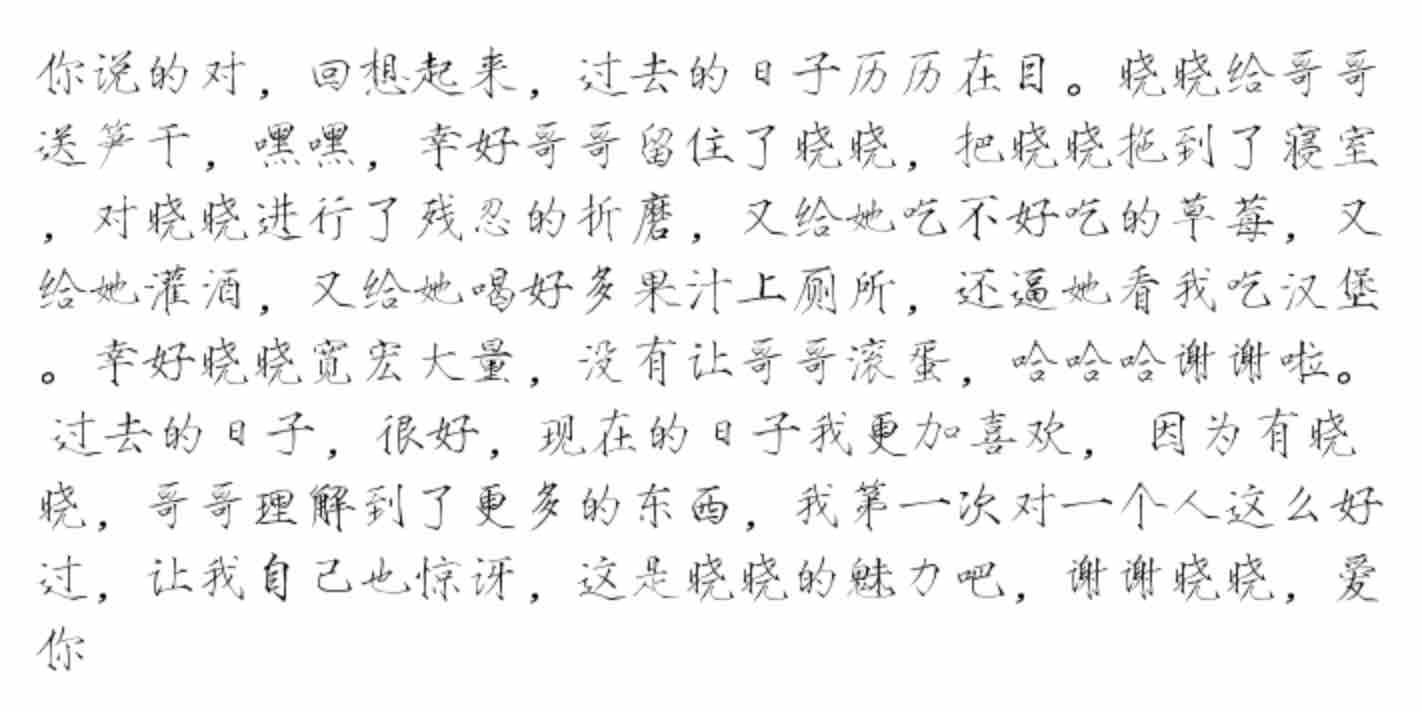 你说的对，回想起来，过去的日子历历在目。晓晓给哥哥
送笋干，嘿嘿，幸好哥哥留住了晓晓，把晓晓拖到了寝室
，对晓晓进行了残忍的折磨，又给她吃不好吃的草莓，又
给她灌酒，又给她喝好多果汁上厕所，还逼她看我吃汉堡
。幸好晓晓宽宏大量，没有让哥哥滚蛋，哈哈哈谢谢啦。
过去的日子，很好，现在的日子我更加喜欢，因为有晓
晓，哥哥理解到了更多的东西，我第一次对一个人这么好
过，让我自己也惊讶，这是晓晓的魅力吧，谢谢晓晓，爱
你